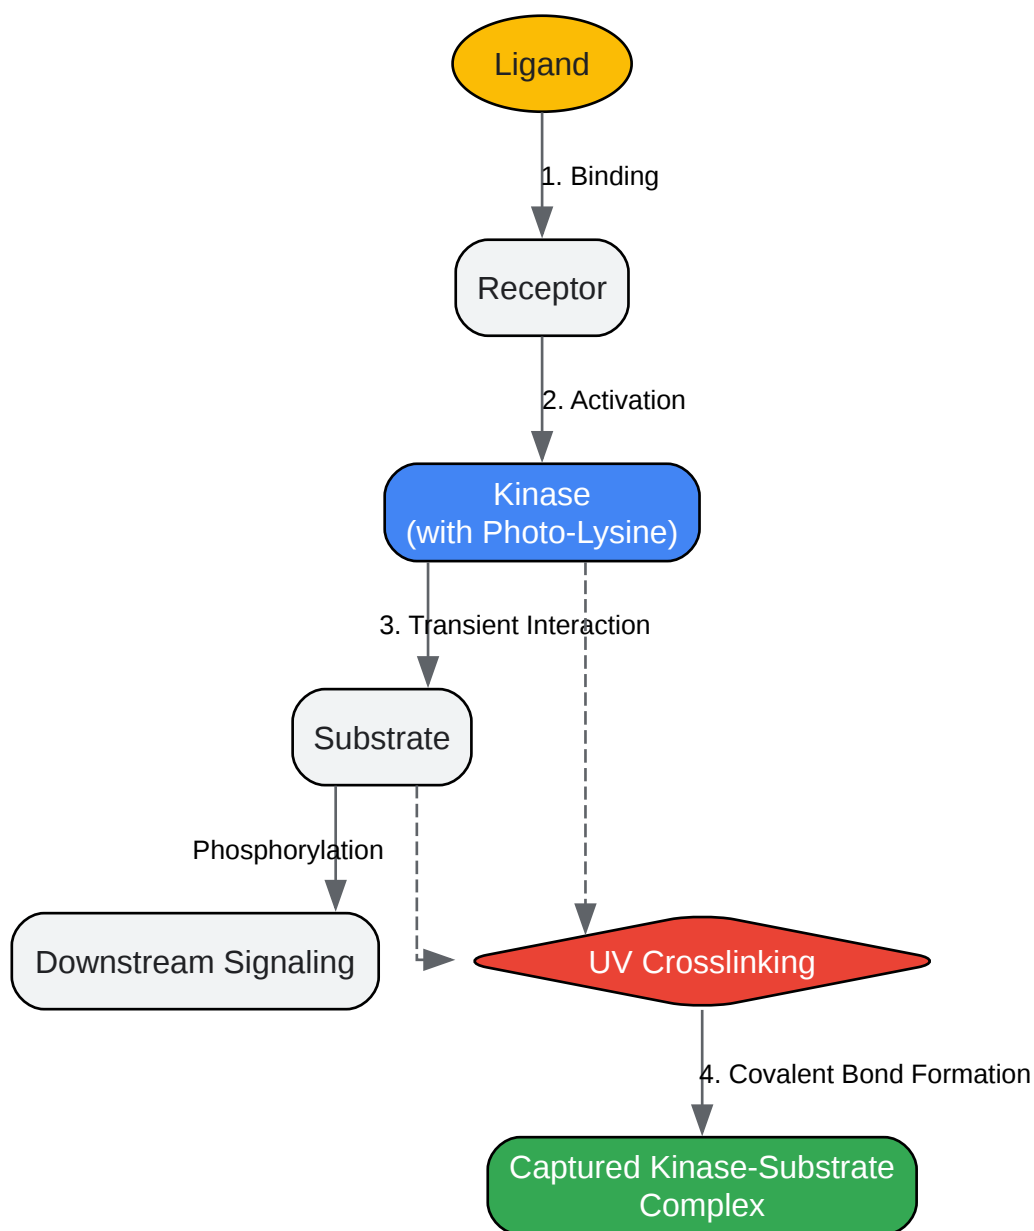 Ligand
1. Binding
Receptor
2. Activation
Kinase
(with Photo-Lysine)
3. Transient Interaction
Substrate
Phosphorylation
Downstream Signaling
UV Crosslinking
4. Covalent Bond Formation
Captured Kinase-Substrate
Complex